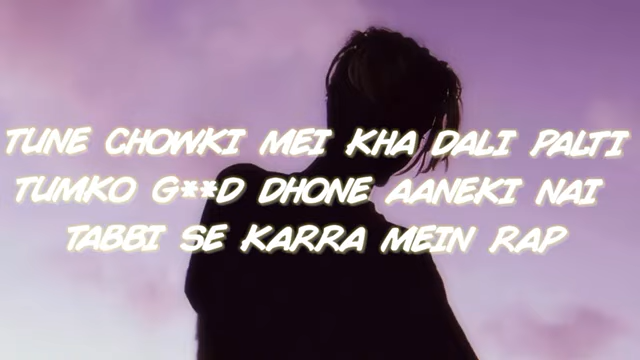 TUNE CHOWKI MEI KHA DALI PALTI
TUMKO G**D DHONE AANEKI NAI
TABBI SE KARRA MEIN RAP